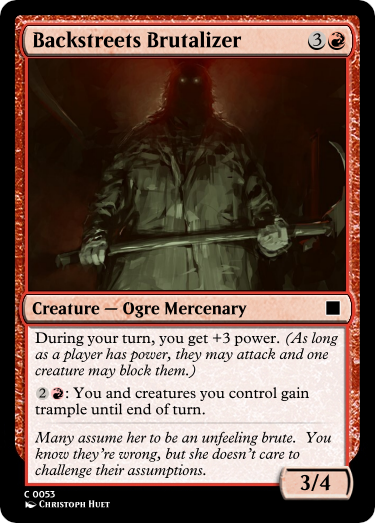 Backstreets Brutalizer 3
Creature — Ogre Mercenary
During your turn, you get +3 power. (As long
as a player has power, they may attack and one
creature may block them.)
2 : You and creatures you control gain
trample until end of turn.
Many assume her to be an unfeeling brute. You
know they're wrong, but she doesn't care to
challenge their assumptions.
3/4
C 0053
Christoph Huet